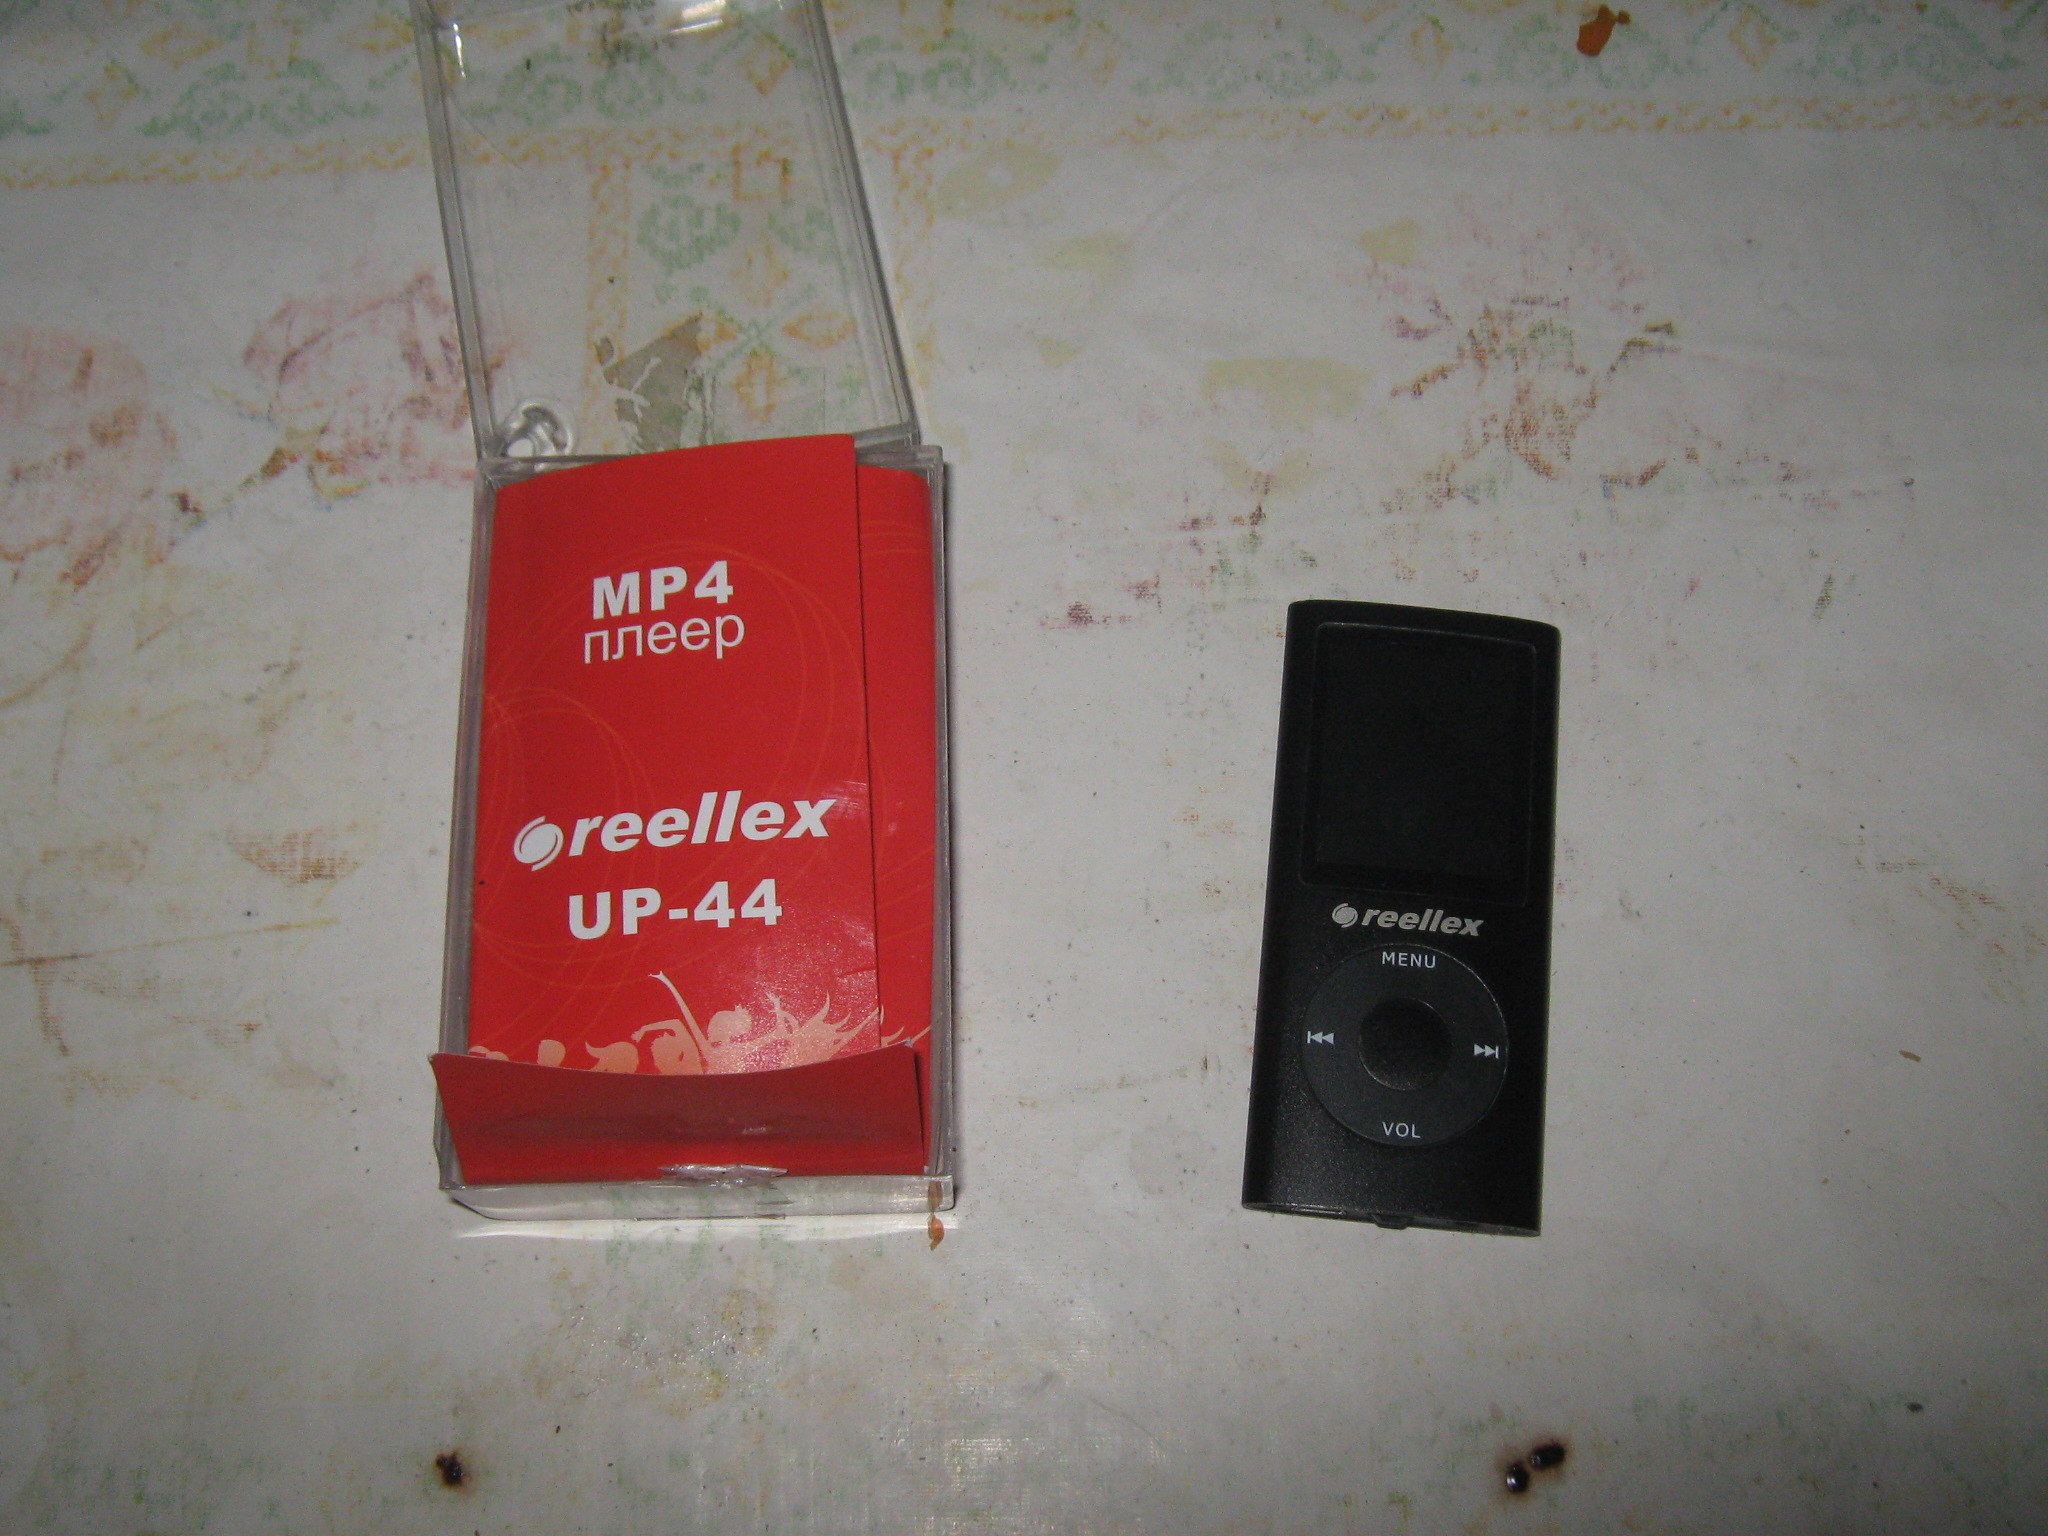 MP4
плеер
reellex
UP-44
reellex
MENU
VOL